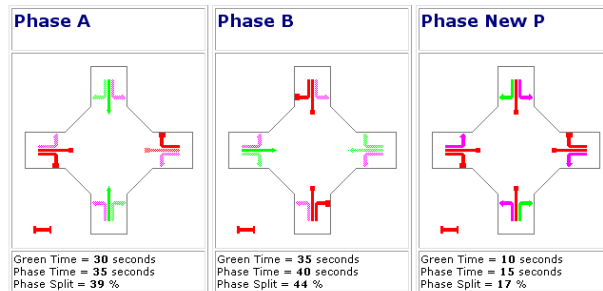 Phase A
Phase B
Phase New P
Green Time = 30 seconds
Phase Time = 35 seconds
Phase Split = 39 %
Green Time = 35 seconds
Phase Time = 40 seconds
Phase Split = 44 %
Green Time = 10 seconds
Phase Time = 15 seconds
Phase Split = 17 %